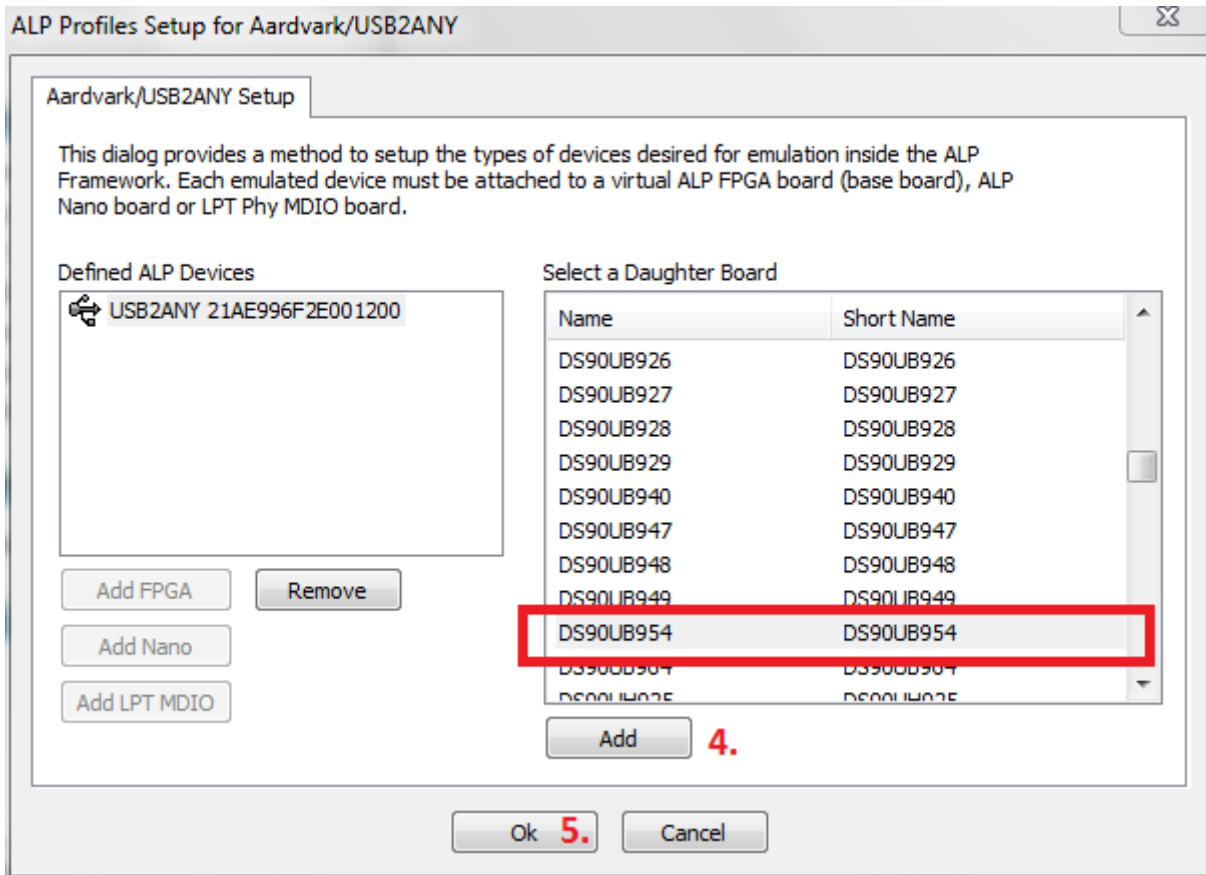 ALP Profiles Setup for Aardvark/USB2ANY
Aardvark/USB2ANY Setup
This dialog provides a method to setup the types of devices desired for emulation inside the ALP
Framework. Each emulated device must be attached to a virtual ALP FPGA board (base board), ALP
Nano board or LPT Phy MDIO board.
Defined ALP Devices
USB2ANY 21AE996F2E001200
Add FPGA Remove
Add Nano
Add LPT MDIO
Select a Daughter Board
Name Short Name
DS90UB926 DS90UB926
DS90UB927 DS90UB927
DS90UB928 DS90UB928
DS90UB929 DS90UB929
DS90UB940 DS90UB940
DS90UB947 DS90UB947
DS90UB948 DS90UB948
DS90UB949 DS90UB949
DS90UB954 DS90UB954
DS90UB964 DS90UB964
DS90UH925 DS90UH925
Add 4.
Ok 5. Cancel